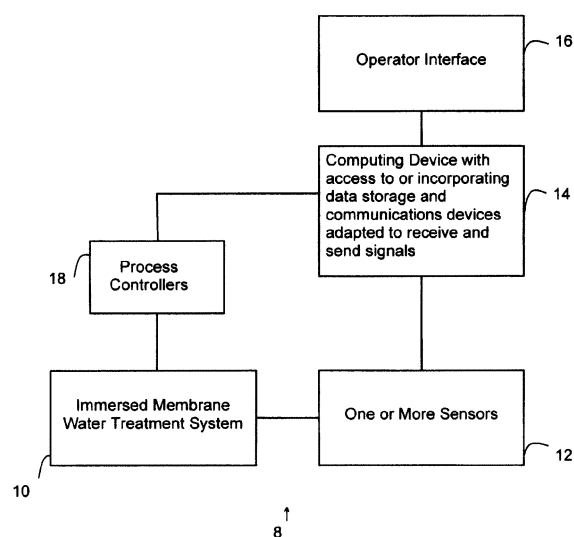 16
Operator Interface
Computing Device with
access to or incorporating
data storage and
communications devices
adapted to receive and
send signals
14
18
Process
Controllers
Immersed Membrane
Water Treatment System
One or More Sensors
10
12
8